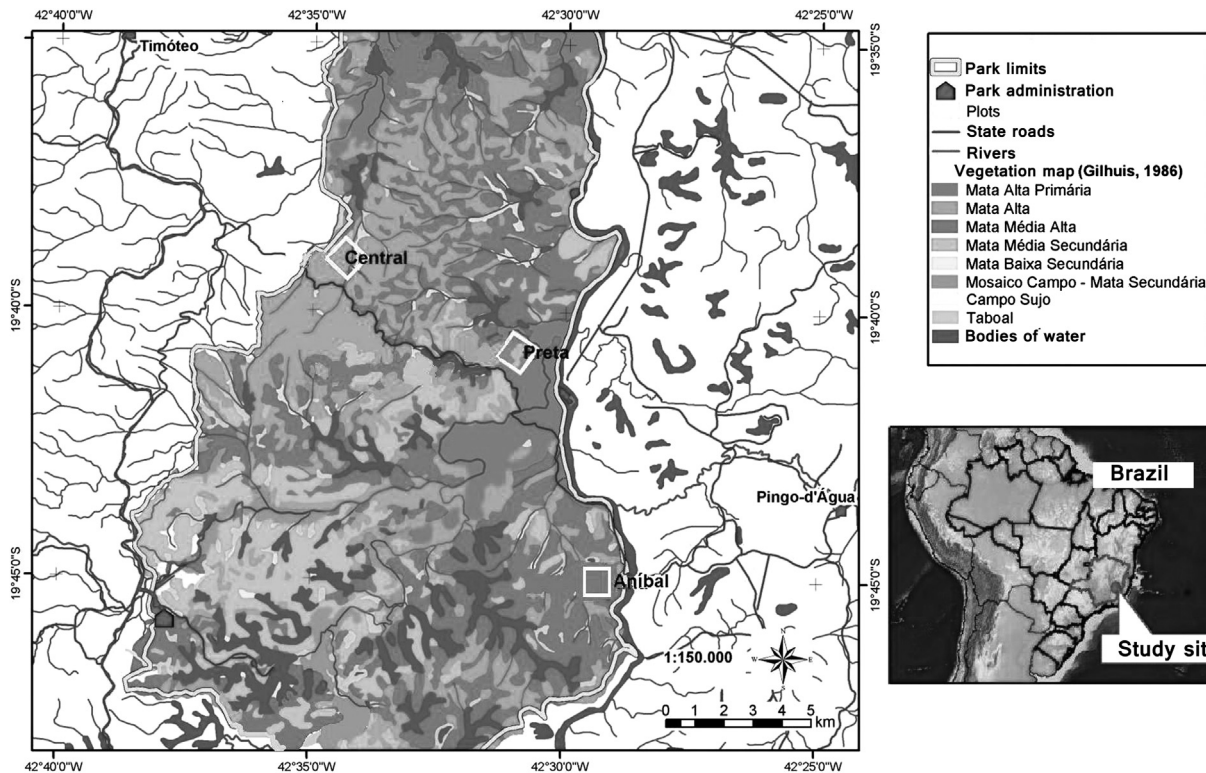 42°40'0"W
42°35'0"W
42°30'0"W
42°25'0"W
Timóteo
19°35'0"S
19°35'0"S
Central
19°40'0"S
19°40'0"S
Preta
Pingo-d'Água
19°45'0"S
19°45'0"S
Aníbal
1:150.000
N
W
E
S
0 1 2 3 4 5
km
42°40'0"W
42°35'0"W
42°30'0"W
42°25'0"W
Park limits
Park administration
Plots
State roads
Rivers
Vegetation map (Gilhuis, 1986)
Mata Alta Primária
Mata Alta
Mata Média Alta
Mata Média Secundária
Mata Baixa Secundária
Mosaico Campo - Mata Secundária
Campo Sujo
Taboal
Bodies of water
Brazil
Study sit